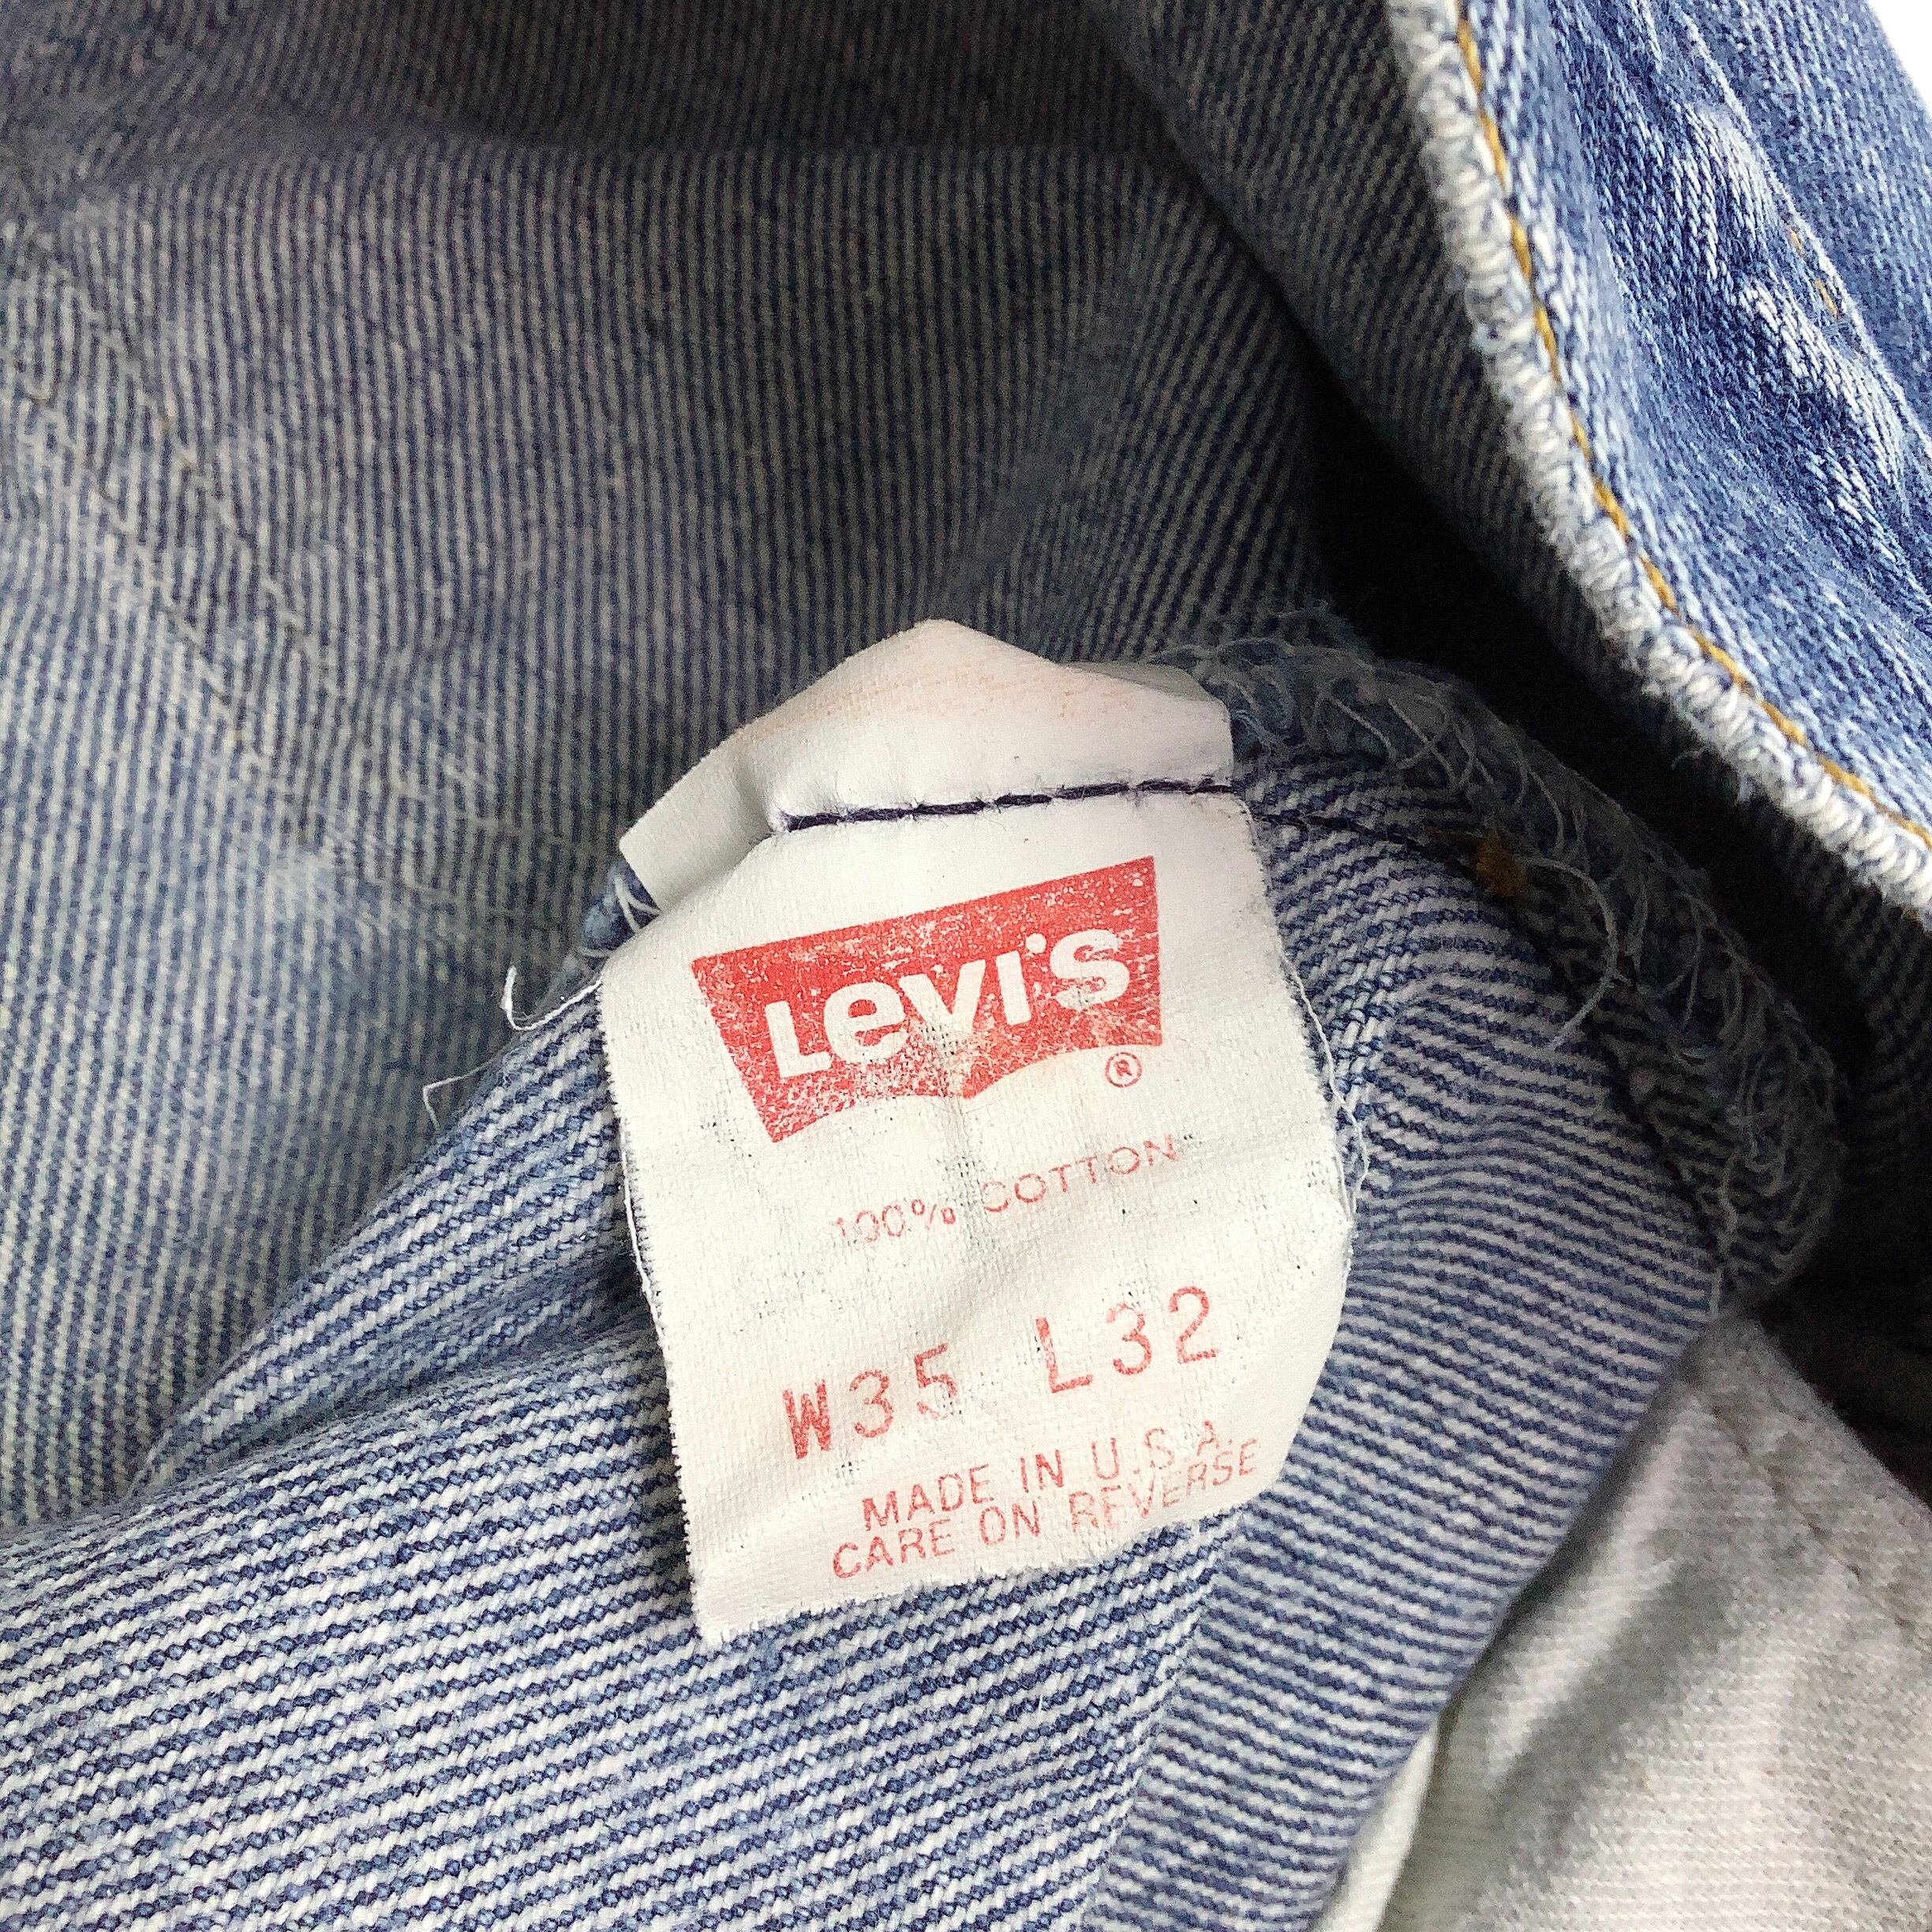 Levi's
®
100% COTTON
W35 L32
MADE IN U.S.A.
CARE ON REVERSE